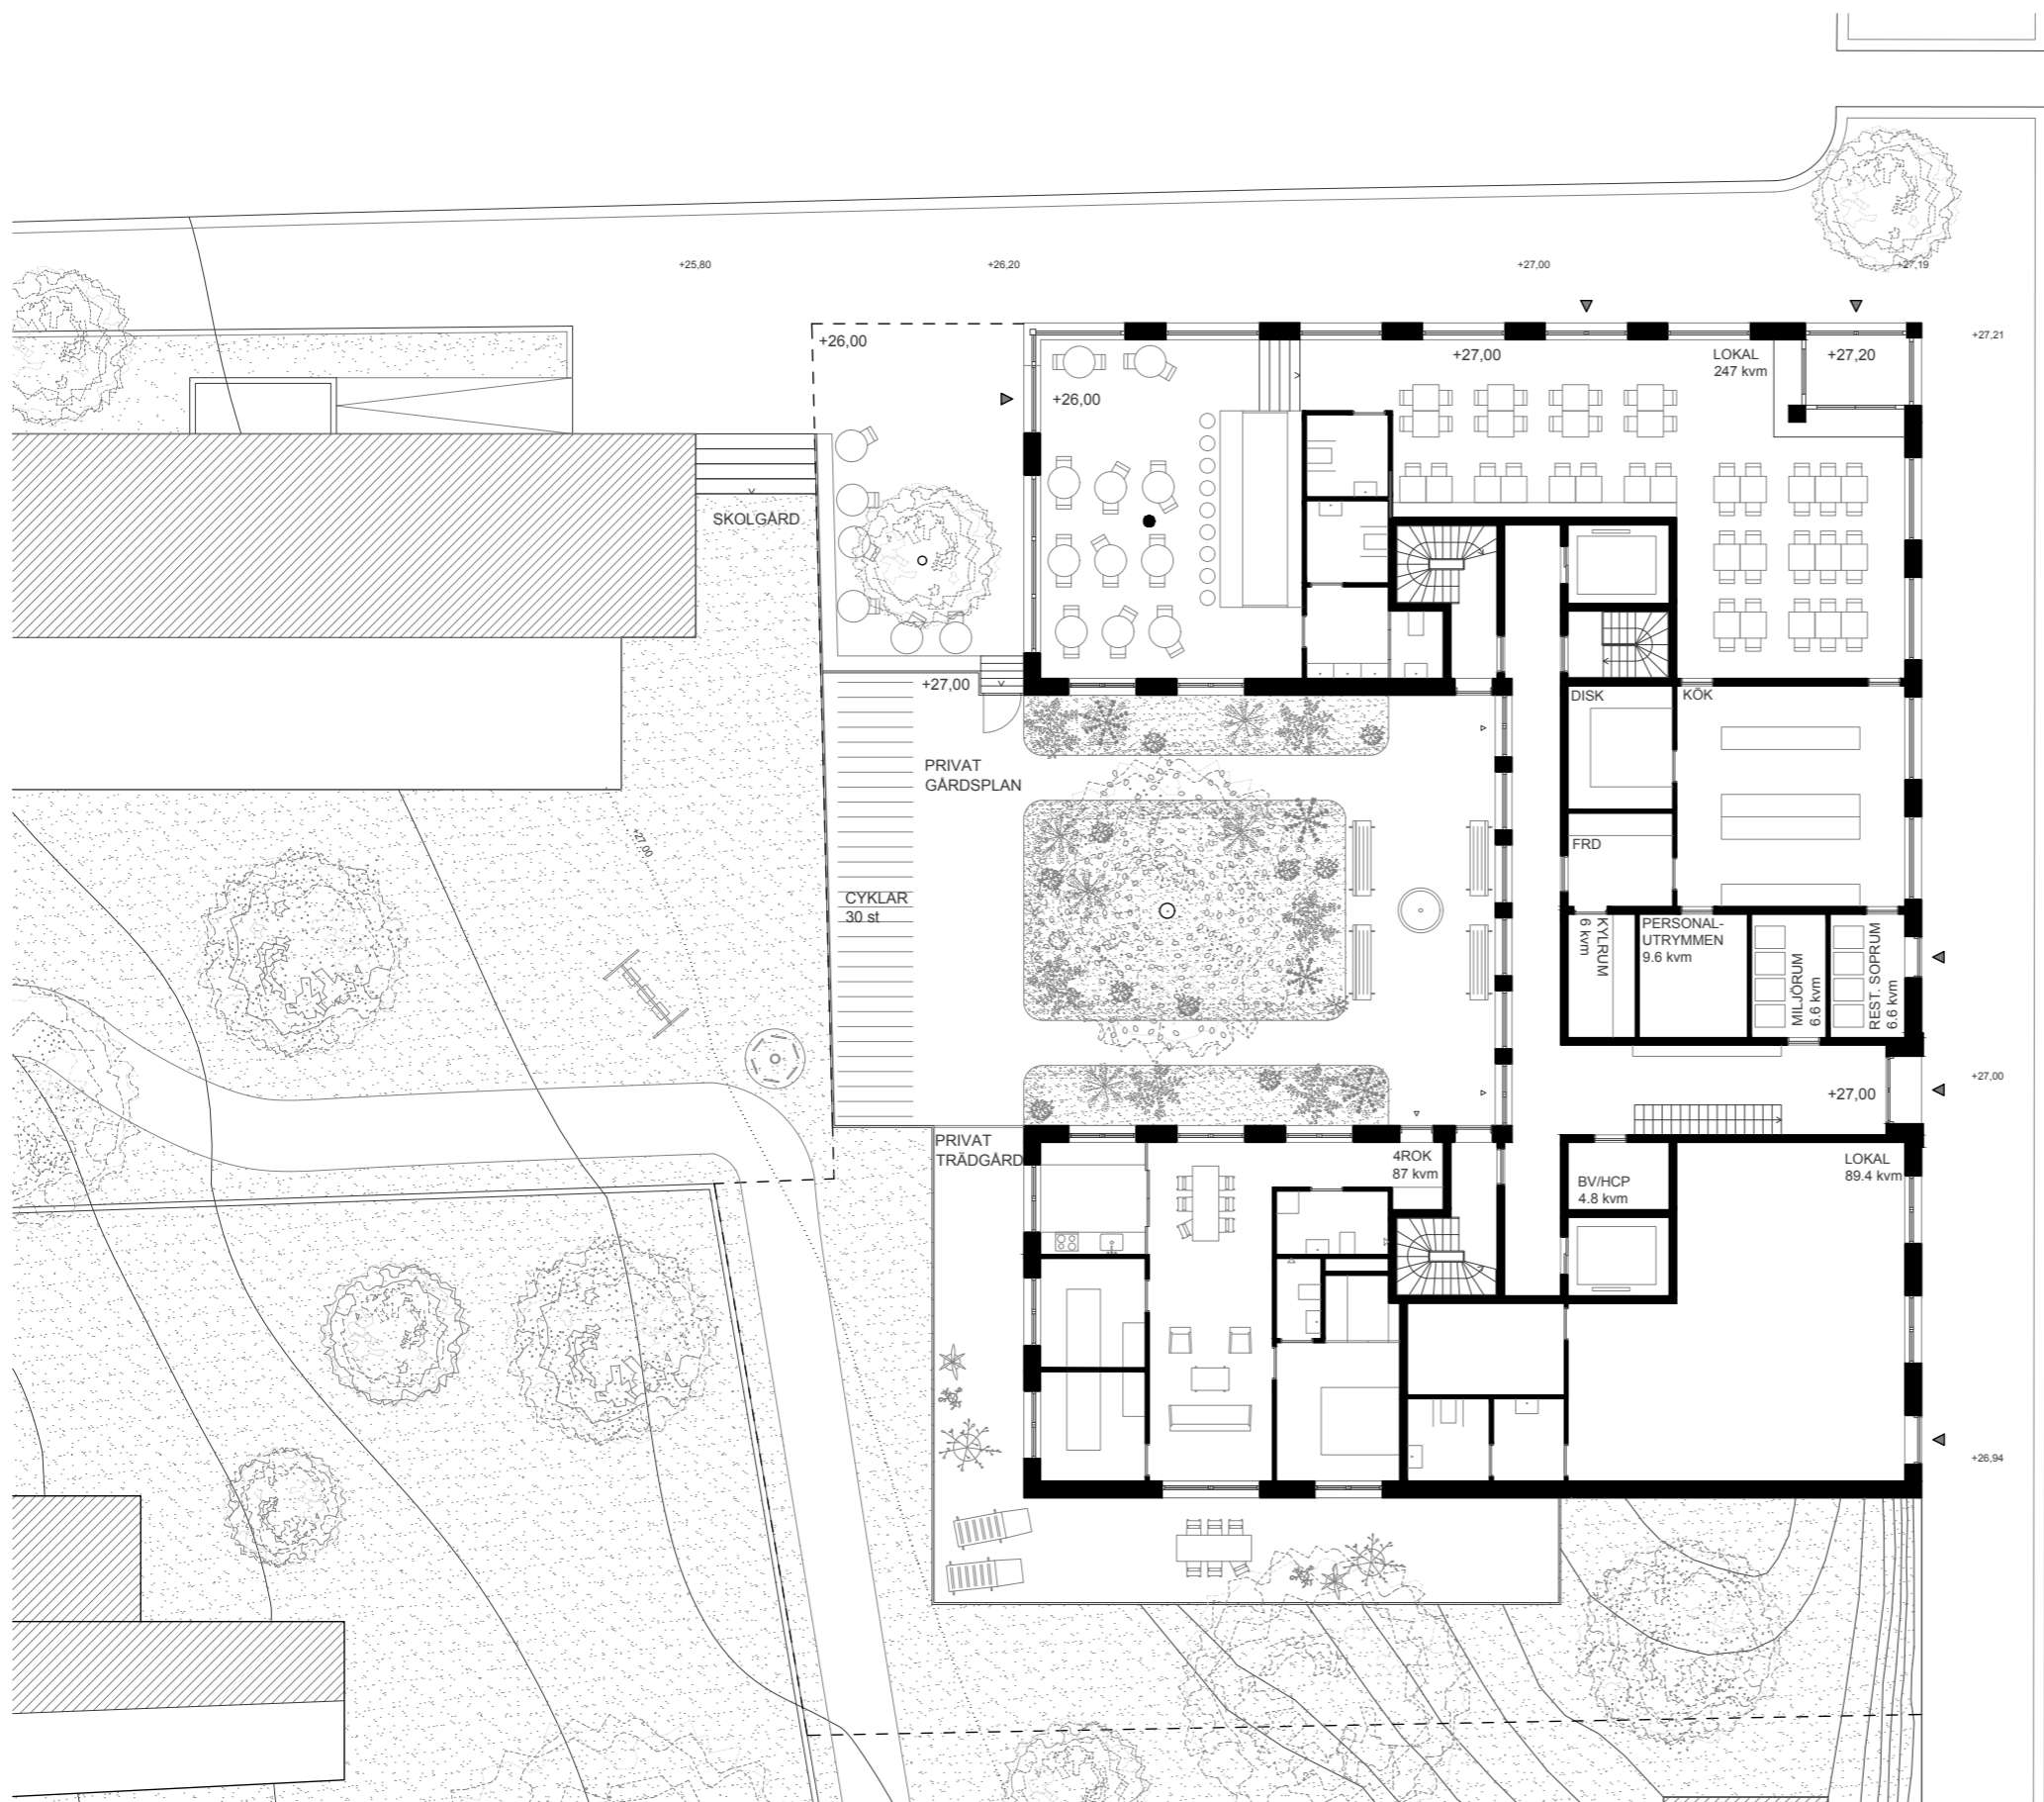 +25,80
+26,20
+27,00
+27,19
+26,00
+27,00
LOKAL
247 kvm
+27,20
+27,21
+26,00
SKOLGÅRD
+27,00
DISK
KÖK
PRIVAT
GÅRDSPLAN
+27,00
FRD
CYKLAR
30 st
KYLRUM
6 kvm
PERSONAL-
UTRYMMEN
9.6 kvm
MILJÖRUM
6.6 kvm
REST. SOPRUM
6.6 kvm
+27,00
+27,00
PRIVAT
TRÄDGÅRD
4ROK
87 kvm
BV/HCP
4.8 kvm
LOKAL
89.4 kvm
+26,94